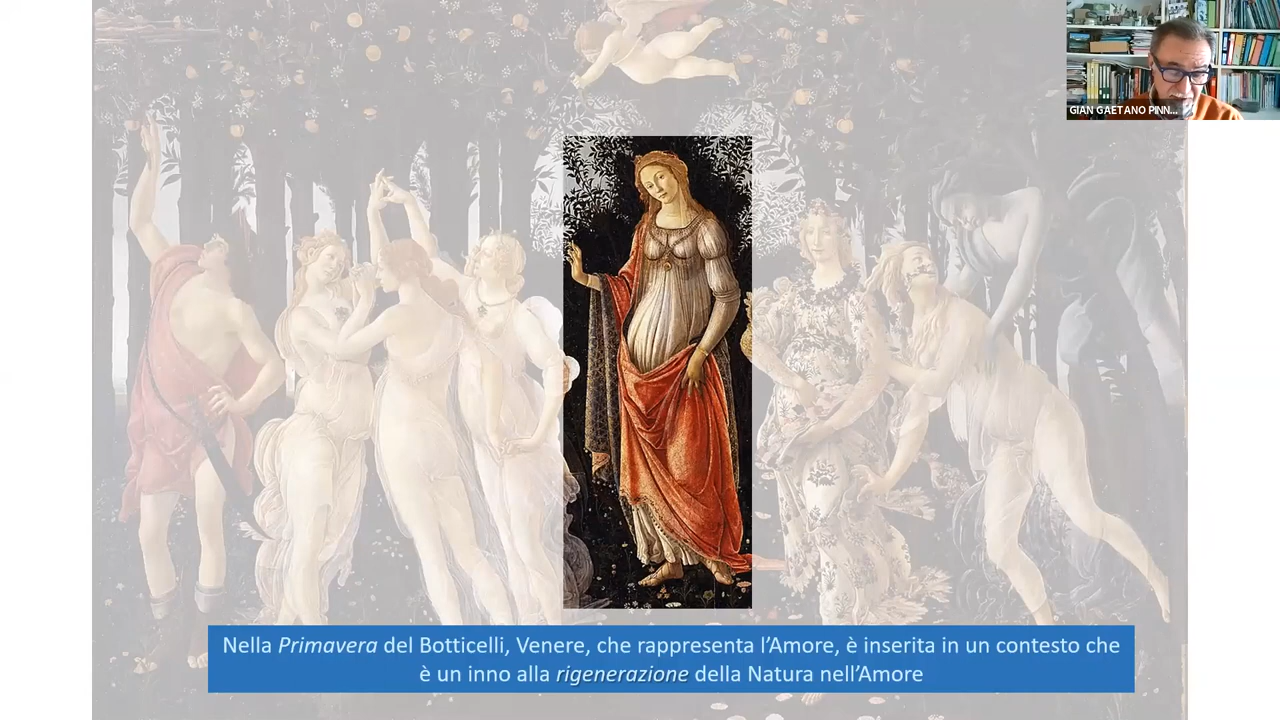 GIAN GAETANO PINN...
Nella Primavera del Botticelli, Venere, che rappresenta l'Amore, è inserita in un contesto che
è un inno alla rigenerazione della Natura nell'Amore